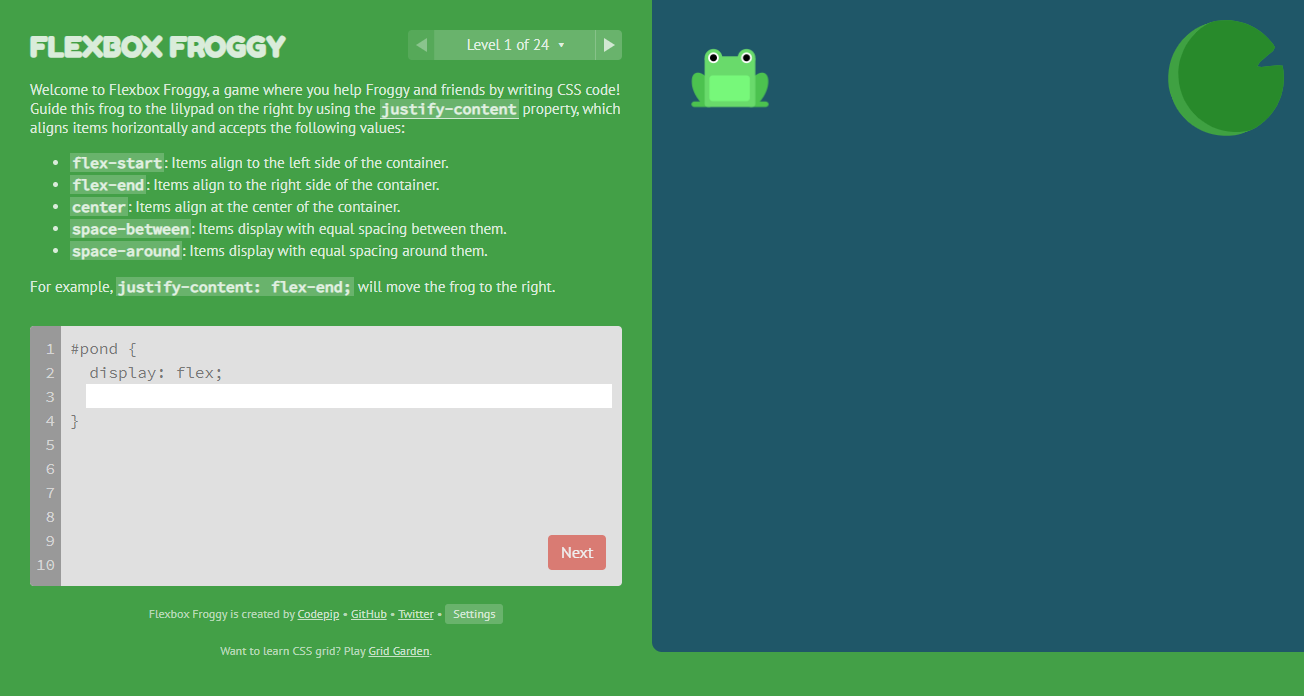 FLEXBOX FROGGY
Level 1 of 24
Welcome to Flexbox Froggy, a game where you help Froggy and friends by writing CSS code!
Guide this frog to the lilypad on the right by using the justify-content property, which
aligns items horizontally and accepts the following values:
flex-start: Items align to the left side of the container.
flex-end: Items align to the right side of the container.
center: Items align at the center of the container.
space-between: Items display with equal spacing between them.
space-around: Items display with equal spacing around them.
For example, justify-content: flex-end; will move the frog to the right.
1 #pond {
2 display: flex;
3
4 }
5
6
7
8
9
10
Next
Flexbox Froggy is created by Codepip • GitHub • Twitter • Settings
Want to learn CSS grid? Play Grid Garden.